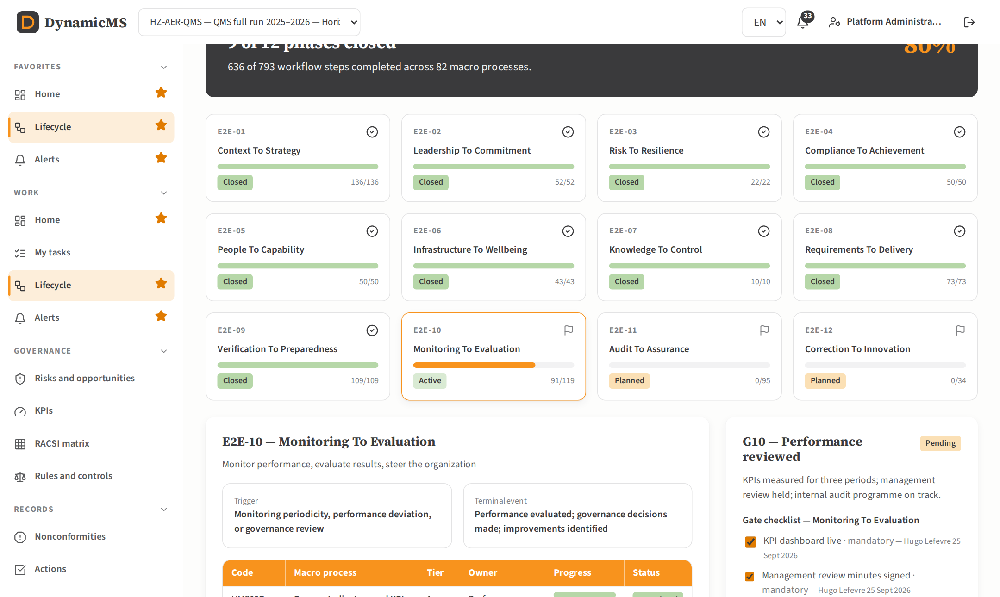 DynamicMS
HZ-AER-QMS — QMS full run 2025–2026 — Hori
EN
33
Platform Administra...
FAVORITES
Home
Lifecycle
Alerts
WORK
Home
My tasks
Lifecycle
Alerts
GOVERNANCE
Risks and opportunities
KPIs
RACSI matrix
Rules and controls
RECORDS
Nonconformities
Actions
9 of 12 phases closed
80%
636 of 793 workflow steps completed across 82 macro processes.
E2E-01
Context To Strategy
Closed 136/136
E2E-02
Leadership To Commitment
Closed 52/52
E2E-03
Risk To Resilience
Closed 22/22
E2E-04
Compliance To Achievement
Closed 50/50
E2E-05
People To Capability
Closed 50/50
E2E-06
Infrastructure To Wellbeing
Closed 43/43
E2E-07
Knowledge To Control
Closed 10/10
E2E-08
Requirements To Delivery
Closed 73/73
E2E-09
Verification To Preparedness
Closed 109/109
E2E-10
Monitoring To Evaluation
Active 91/119
E2E-11
Audit To Assurance
Planned 0/95
E2E-12
Correction To Innovation
Planned 0/34
E2E-10 — Monitoring To Evaluation
Monitor performance, evaluate results, steer the organization
Trigger
Monitoring periodicity, performance deviation,
or governance review
Terminal event
Performance evaluated; governance decisions
made; improvements identified
Code Macro process Tier Owner Progress Status
G10 — Performance
reviewed
Pending
KPIs measured for three periods; management
review held; internal audit programme on track.
Gate checklist — Monitoring To Evaluation
KPI dashboard live · mandatory — Hugo Lefevre 25
Sept 2026
Management review minutes signed ·
mandatory — Hugo Lefevre 25 Sept 2026